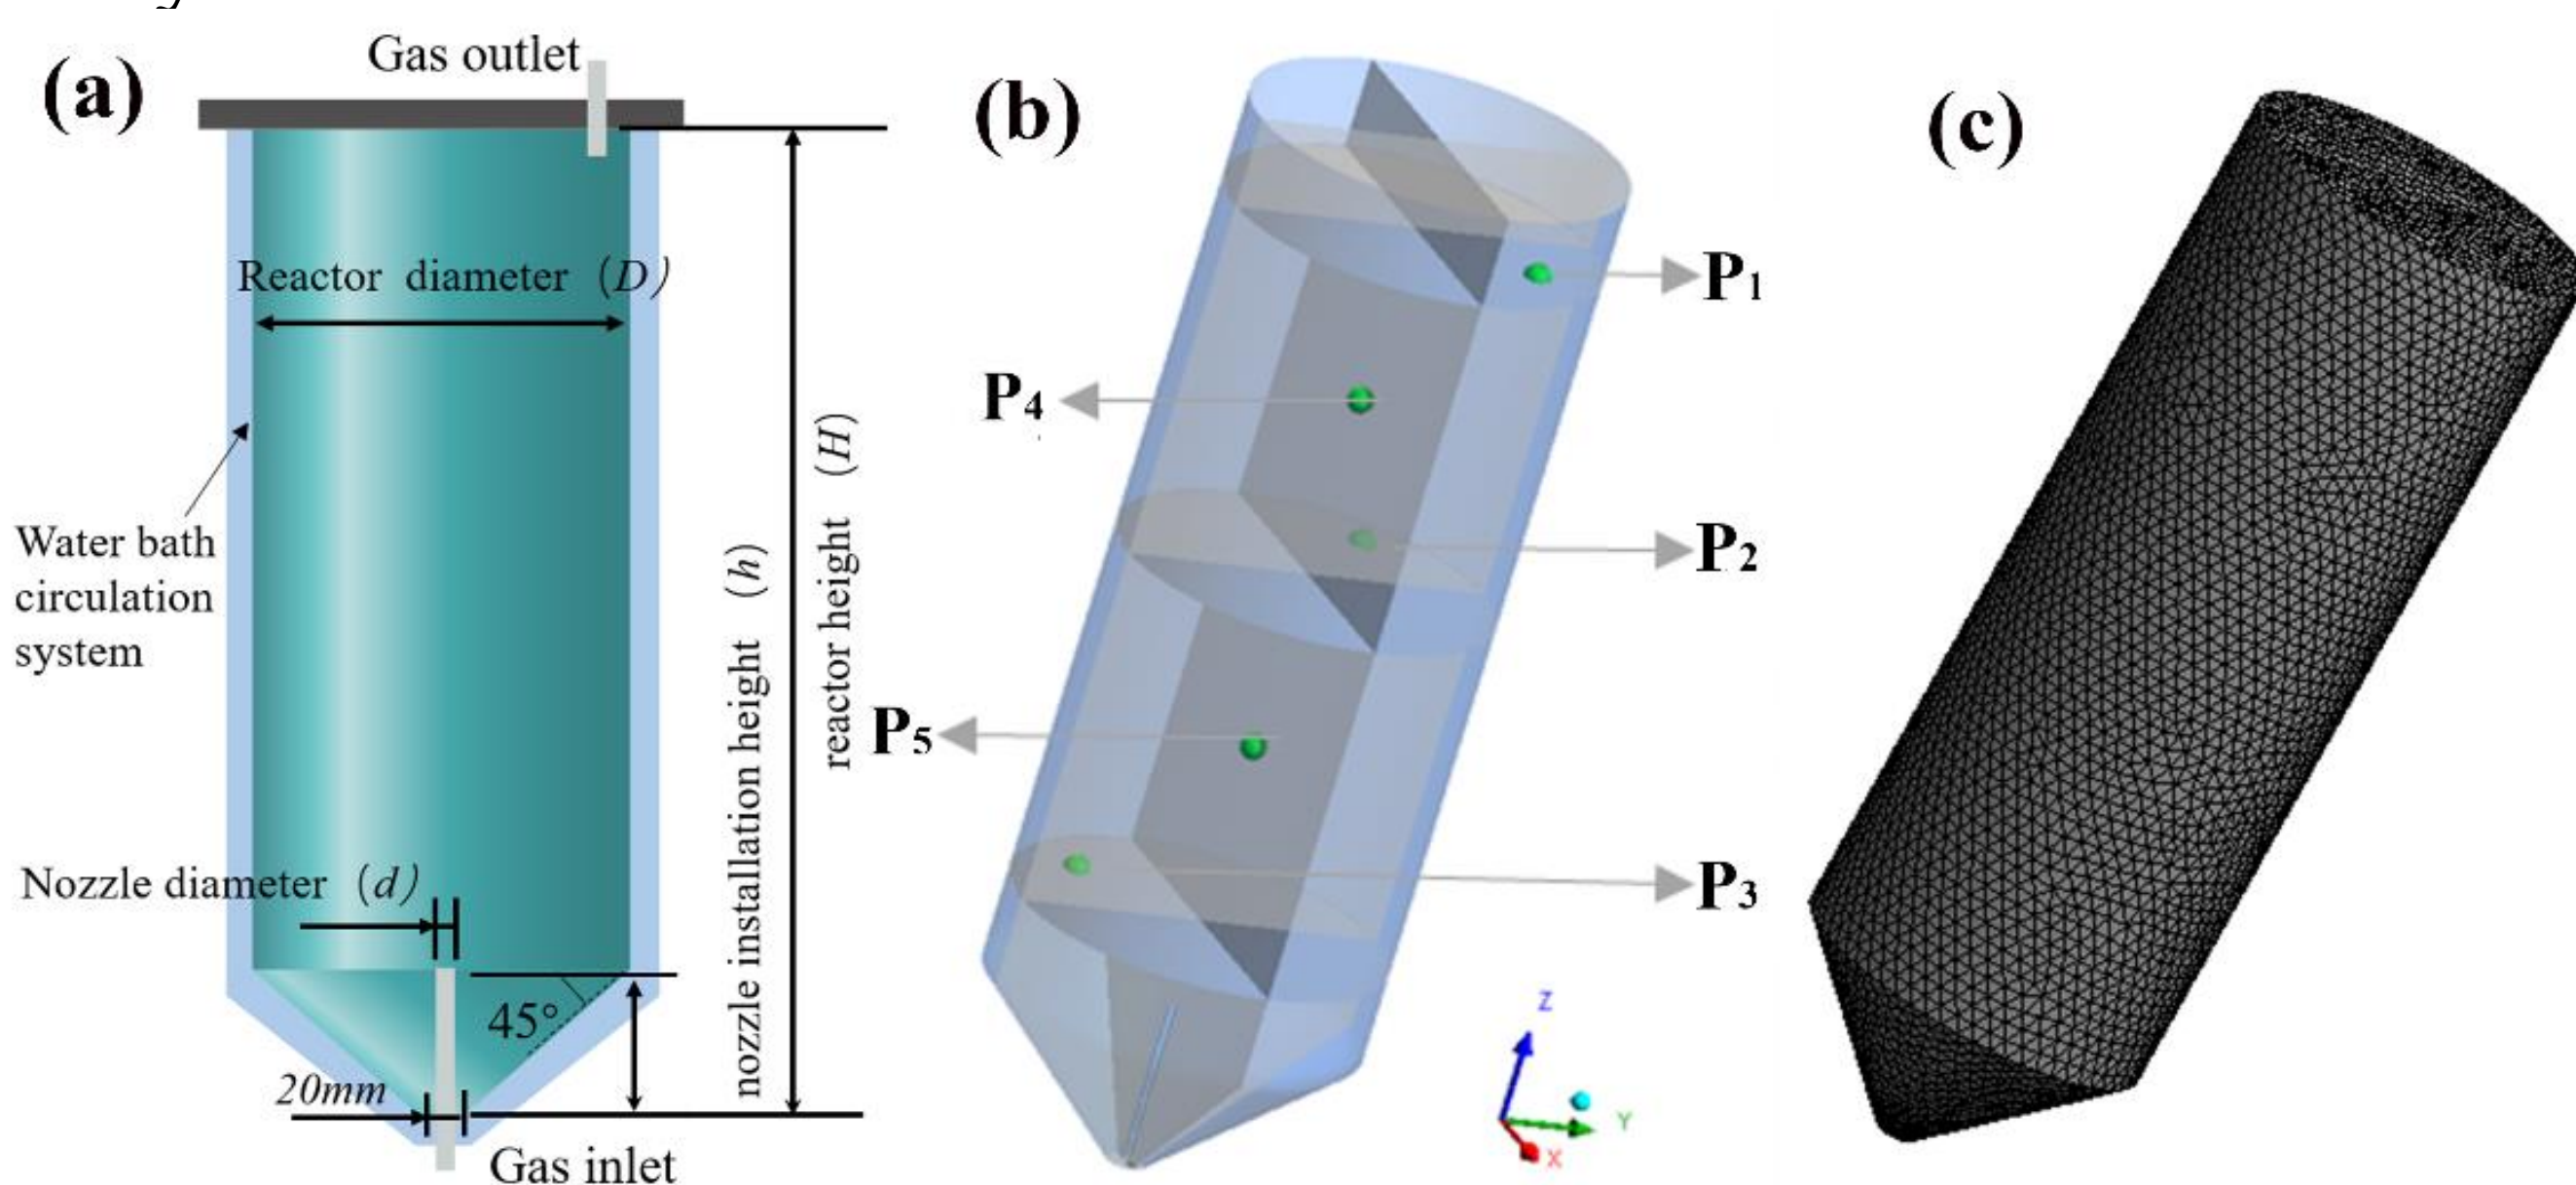 (a)
Gas outlet
Reactor diameter (D)
Water bath
circulation
system
Nozzle diameter (d)
45°
20mm
Gas inlet
nozzle installation height (h)
reactor height (H)
(b)
P1
P4
P2
P5
P3
Z
Y
X
(c)